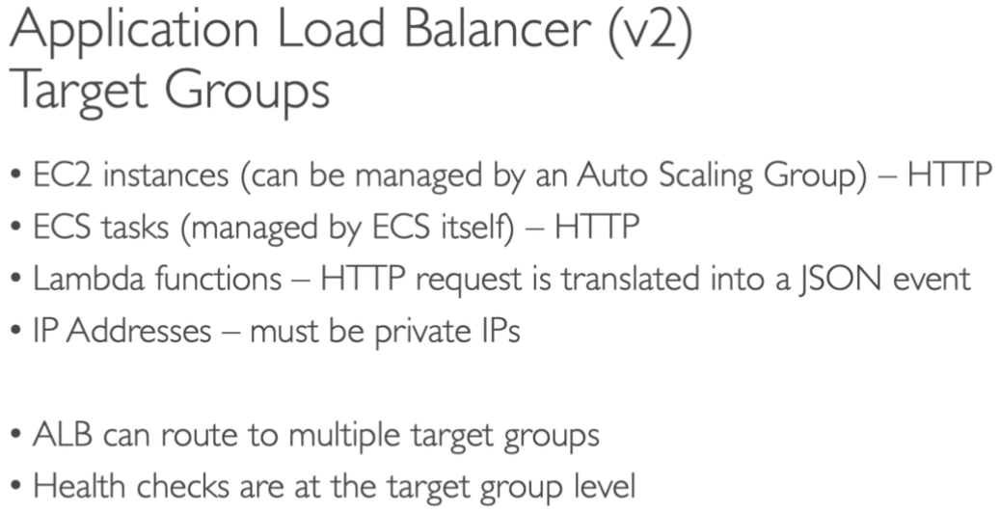 Application Load Balancer (v2)
Target Groups
• EC2 instances (can be managed by an Auto Scaling Group) – HTTP
• ECS tasks (managed by ECS itself) – HTTP
• Lambda functions – HTTP request is translated into a JSON event
• IP Addresses – must be private IPs
• ALB can route to multiple target groups
• Health checks are at the target group level